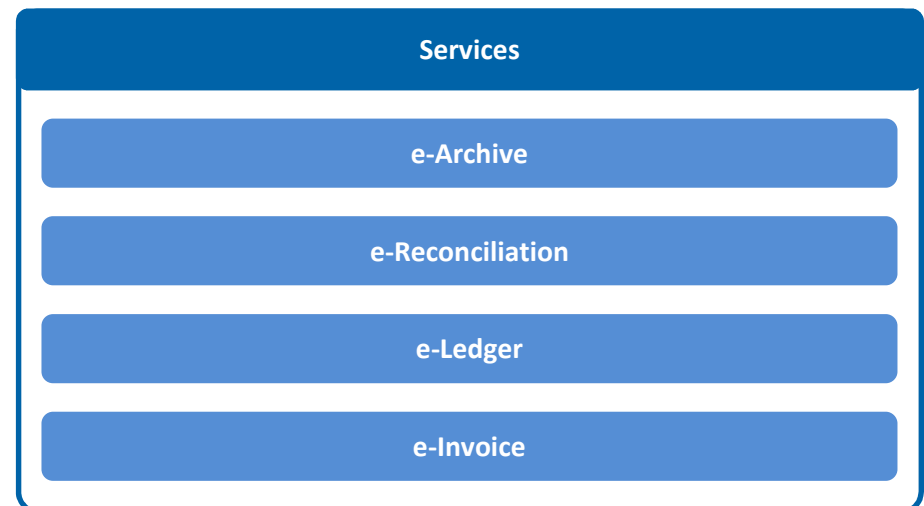 Services
e-Archive
e-Reconciliation
e-Ledger
e-Invoice